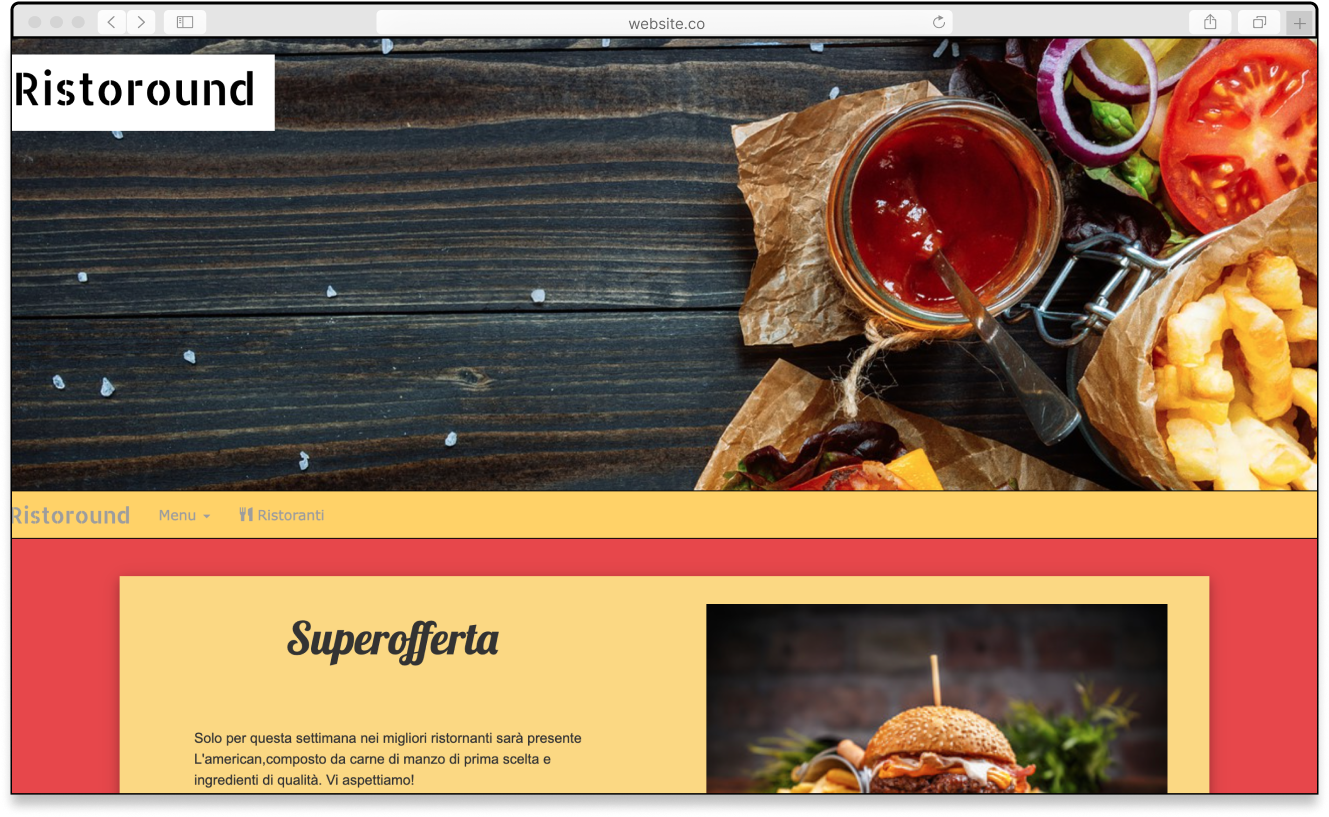 website.co
Ristoround
Ristoround Menu Ristoranti
Superofferta
Solo per questa settimana nei migliori ristornanti sarà presente
L'american,composto da carne di manzo di prima scelta e
ingredienti di qualità. Vi aspettiamo!